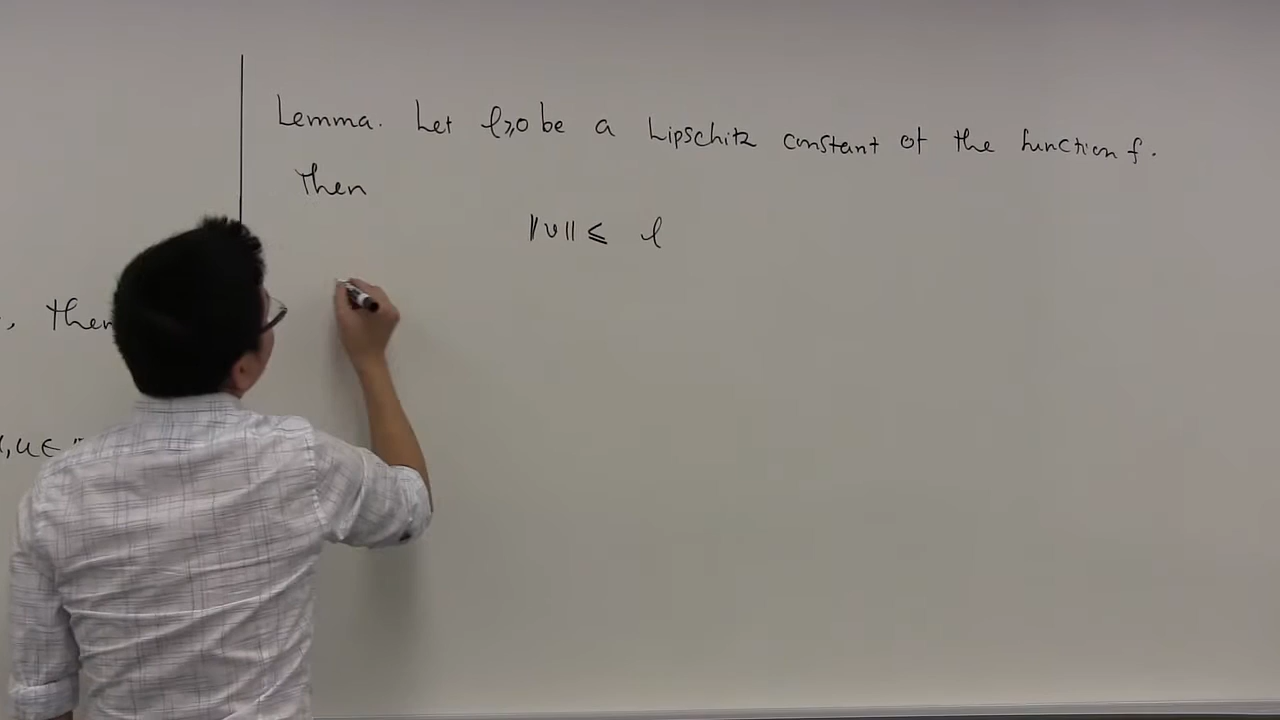 Lemma. Let ℓ⩾0 be a Lipschitz constant of the function f.
Then
‖v‖ ⩽ ℓ
, then
,u∈